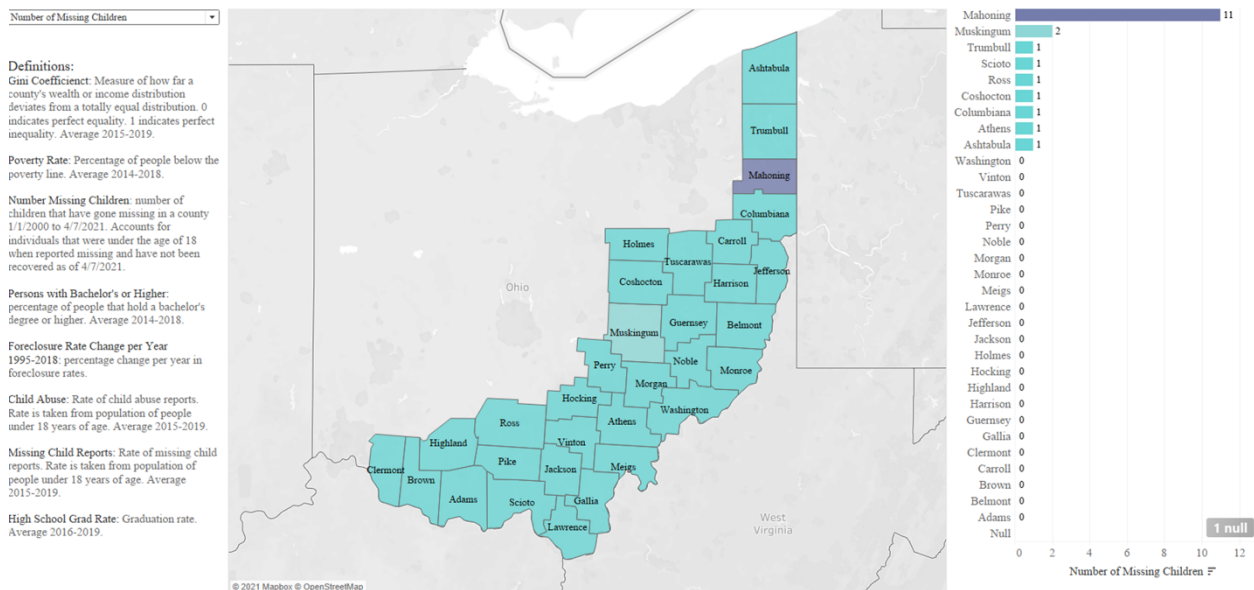 Number of Missing Children
Definitions:
Gini Coefficienct: Measure of how far a
county's wealth or income distribution
deviates from a totally equal distribution. 0
indicates perfect equality. 1 indicates perfect
inequality. Average 2015-2019.
Poverty Rate: Percentage of people below the
poverty line. Average 2014-2018.
Number Missing Children: number of
children that have gone missing in a county
1/1/2000 to 4/7/2021. Accounts for
individuals that were under the age of 18
when reported missing and have not been
recovered as of 4/7/2021.
Persons with Bachelor's or Higher:
percentage of people that hold a bachelor's
degree or higher. Average 2014-2018.
Foreclosure Rate Change per Year
1995-2018: percentage change per year in
foreclosure rates.
Child Abuse: Rate of child abuse reports.
Rate is taken from population of people
under 18 years of age. Average 2015-2019.
Missing Child Reports: Rate of missing child
reports. Rate is taken from population of
people under 18 years of age. Average
2015-2019.
High School Grad Rate: Graduation rate.
Average 2016-2019.
Ashtabula
Trumbull
Mahoning
Columbiana
Holmes
Carroll
Tuscarawas
Jefferson
Coshocton
Harrison
Ohio
Muskingum
Guernsey
Belmont
Perry
Noble
Monroe
Morgan
Hocking
Washington
Ross
Athens
Highland
Vinton
Pike
Jackson
Meigs
Clermont
Brown
Adams
Scioto
Gallia
Lawrence
West
Virginia
© 2021 Mapbox © OpenStreetMap
Mahoning 11
Muskingum 2
Trumbull 1
Scioto 1
Ross 1
Coshocton 1
Columbiana 1
Athens 1
Ashtabula 1
Washington 0
Vinton 0
Tuscarawas 0
Pike 0
Perry 0
Noble 0
Morgan 0
Monroe 0
Meigs 0
Lawrence 0
Jefferson 0
Jackson 0
Holmes 0
Hocking 0
Highland 0
Harrison 0
Guernsey 0
Gallia 0
Clermont 0
Carroll 0
Brown 0
Belmont 0
Adams 0
Null
1 null
0 2 4 6 8 10 12
Number of Missing Children